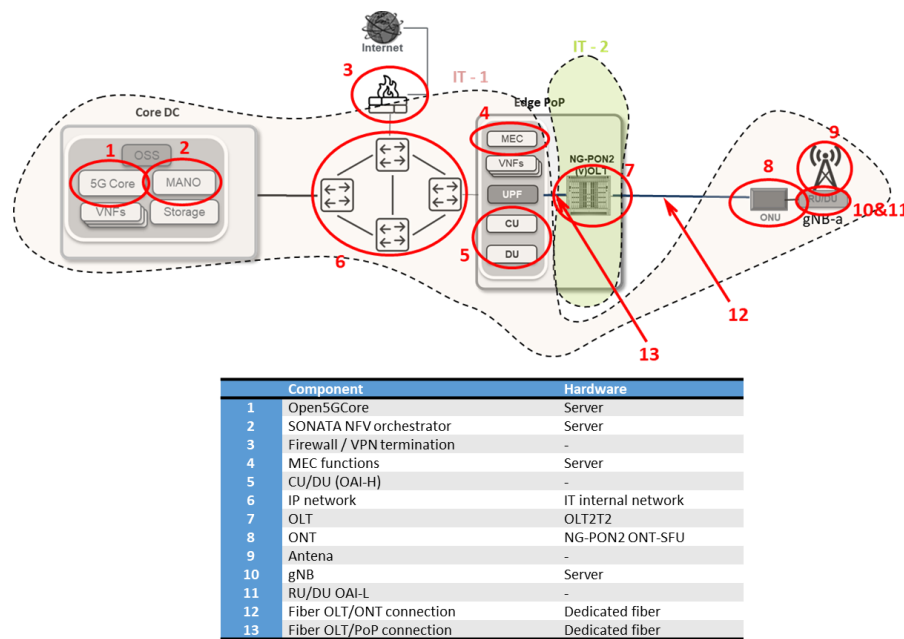 Internet
IT - 2
3
IT - 1
Edge PoP
Core DC
4
9
1
2
OSS
MEC
5G Core
MANO
VNFs
NG-PON2
(v)OLT
7
8
VNFs
Storage
UPF
RU/DU
10&11
ONU
gNB-a
CU
6
5
DU
12
13
Component Hardware
1 Open5GCore Server
2 SONATA NFV orchestrator Server
3 Firewall / VPN termination -
4 MEC functions Server
5 CU/DU (OAI-H) -
6 IP network IT internal network
7 OLT OLT2T2
8 ONT NG-PON2 ONT-SFU
9 Antena -
10 gNB Server
11 RU/DU OAI-L -
12 Fiber OLT/ONT connection Dedicated fiber
13 Fiber OLT/PoP connection Dedicated fiber